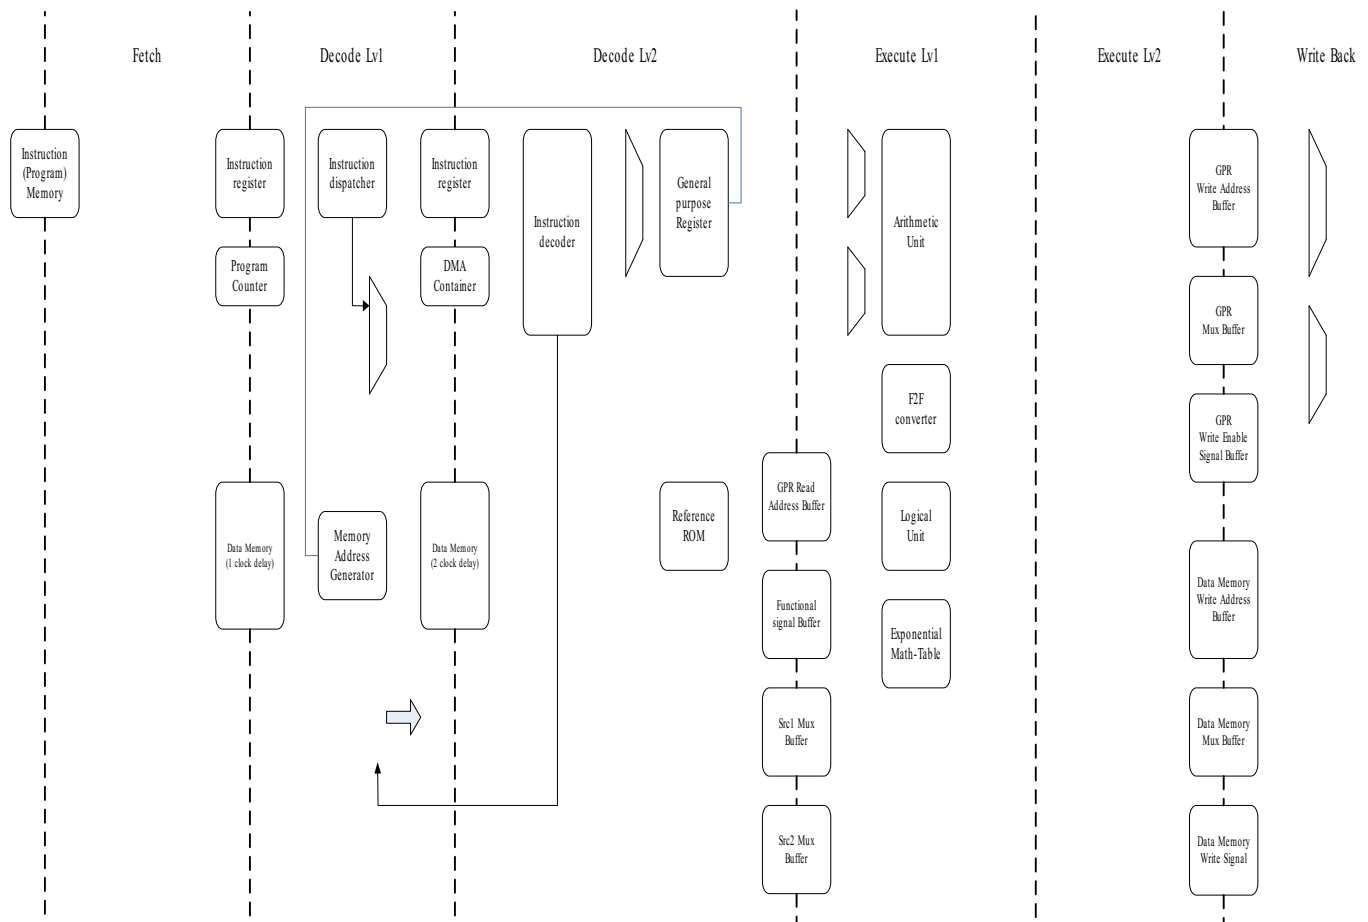 Fetch
Decode Lv1
Decode Lv2
Execute Lv1
Execute Lv2
Write Back
Instruction
(Program)
Memory
Instruction
register
Program
Counter
Data Memory
(1 clock delay)
Instruction
dispatcher
Memory
Address
Generator
Instruction
register
DMA
Container
Data Memory
(2 clock delay)
Instruction
decoder
General
purpose
Register
Reference
ROM
GPR Read
Address Buffer
Functional
signal Buffer
Src1 Mux
Buffer
Src2 Mux
Buffer
Arithmetic
Unit
F2F
converter
Logical
Unit
Exponential
Math-Table
GPR
Write Address
Buffer
GPR
Mux Buffer
GPR
Write Enable
Signal Buffer
Data Memory
Write Address
Buffer
Data Memory
Mux Buffer
Data Memory
Write Signal